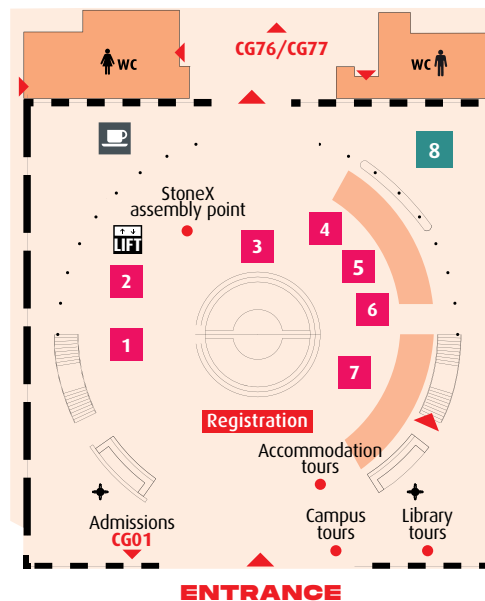 CG76/CG77
WC
WC
8
StoneX
assembly point
4
3
LIFT
5
2
6
1
7
Registration
Accommodation
tours
Admissions
CG01
Campus
tours
Library
tours
ENTRANCE